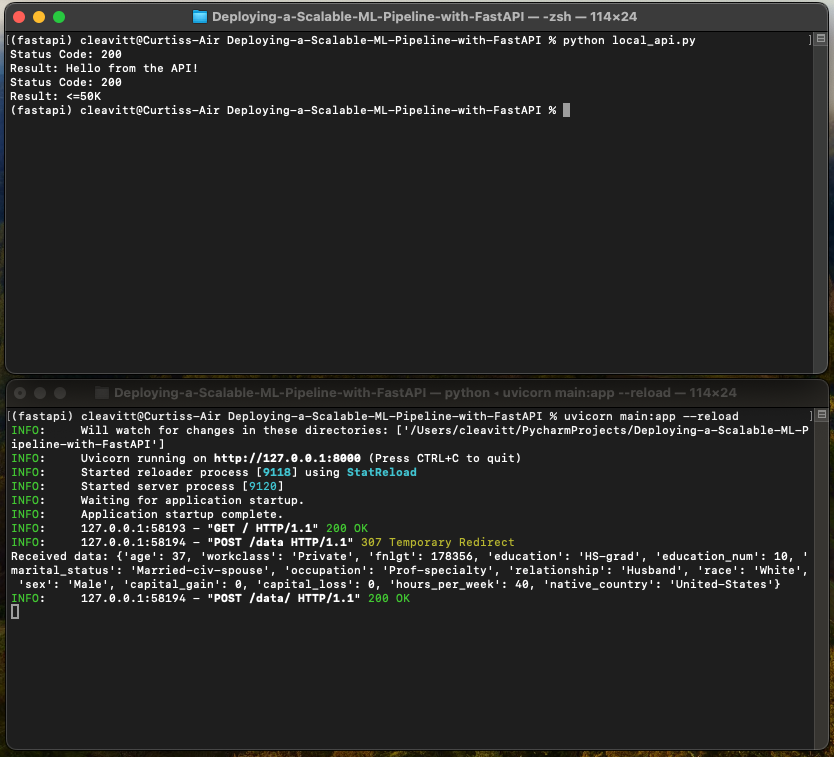 Deploying-a-Scalable-ML-Pipeline-with-FastAPI — -zsh — 114×24
[(fastapi) cleavitt@Curtiss-Air Deploying-a-Scalable-ML-Pipeline-with-FastAPI % python local_api.py ]
Status Code: 200
Result: Hello from the API!
Status Code: 200
Result: <=50K
(fastapi) cleavitt@Curtiss-Air Deploying-a-Scalable-ML-Pipeline-with-FastAPI %
Deploying-a-Scalable-ML-Pipeline-with-FastAPI — python • uvicorn main:app --reload — 114×24
[(fastapi) cleavitt@Curtiss-Air Deploying-a-Scalable-ML-Pipeline-with-FastAPI % uvicorn main:app --reload ]
INFO:     Will watch for changes in these directories: ['/Users/cleavitt/PycharmProjects/Deploying-a-Scalable-ML-P
ipeline-with-FastAPI']
INFO:     Uvicorn running on http://127.0.0.1:8000 (Press CTRL+C to quit)
INFO:     Started reloader process [9118] using StatReload
INFO:     Started server process [9120]
INFO:     Waiting for application startup.
INFO:     Application startup complete.
INFO:     127.0.0.1:58193 - "GET / HTTP/1.1" 200 OK
INFO:     127.0.0.1:58194 - "POST /data HTTP/1.1" 307 Temporary Redirect
Received data: {'age': 37, 'workclass': 'Private', 'fnlgt': 178356, 'education': 'HS-grad', 'education_num': 10, '
marital_status': 'Married-civ-spouse', 'occupation': 'Prof-specialty', 'relationship': 'Husband', 'race': 'White',
 'sex': 'Male', 'capital_gain': 0, 'capital_loss': 0, 'hours_per_week': 40, 'native_country': 'United-States'}
INFO:     127.0.0.1:58194 - "POST /data/ HTTP/1.1" 200 OK